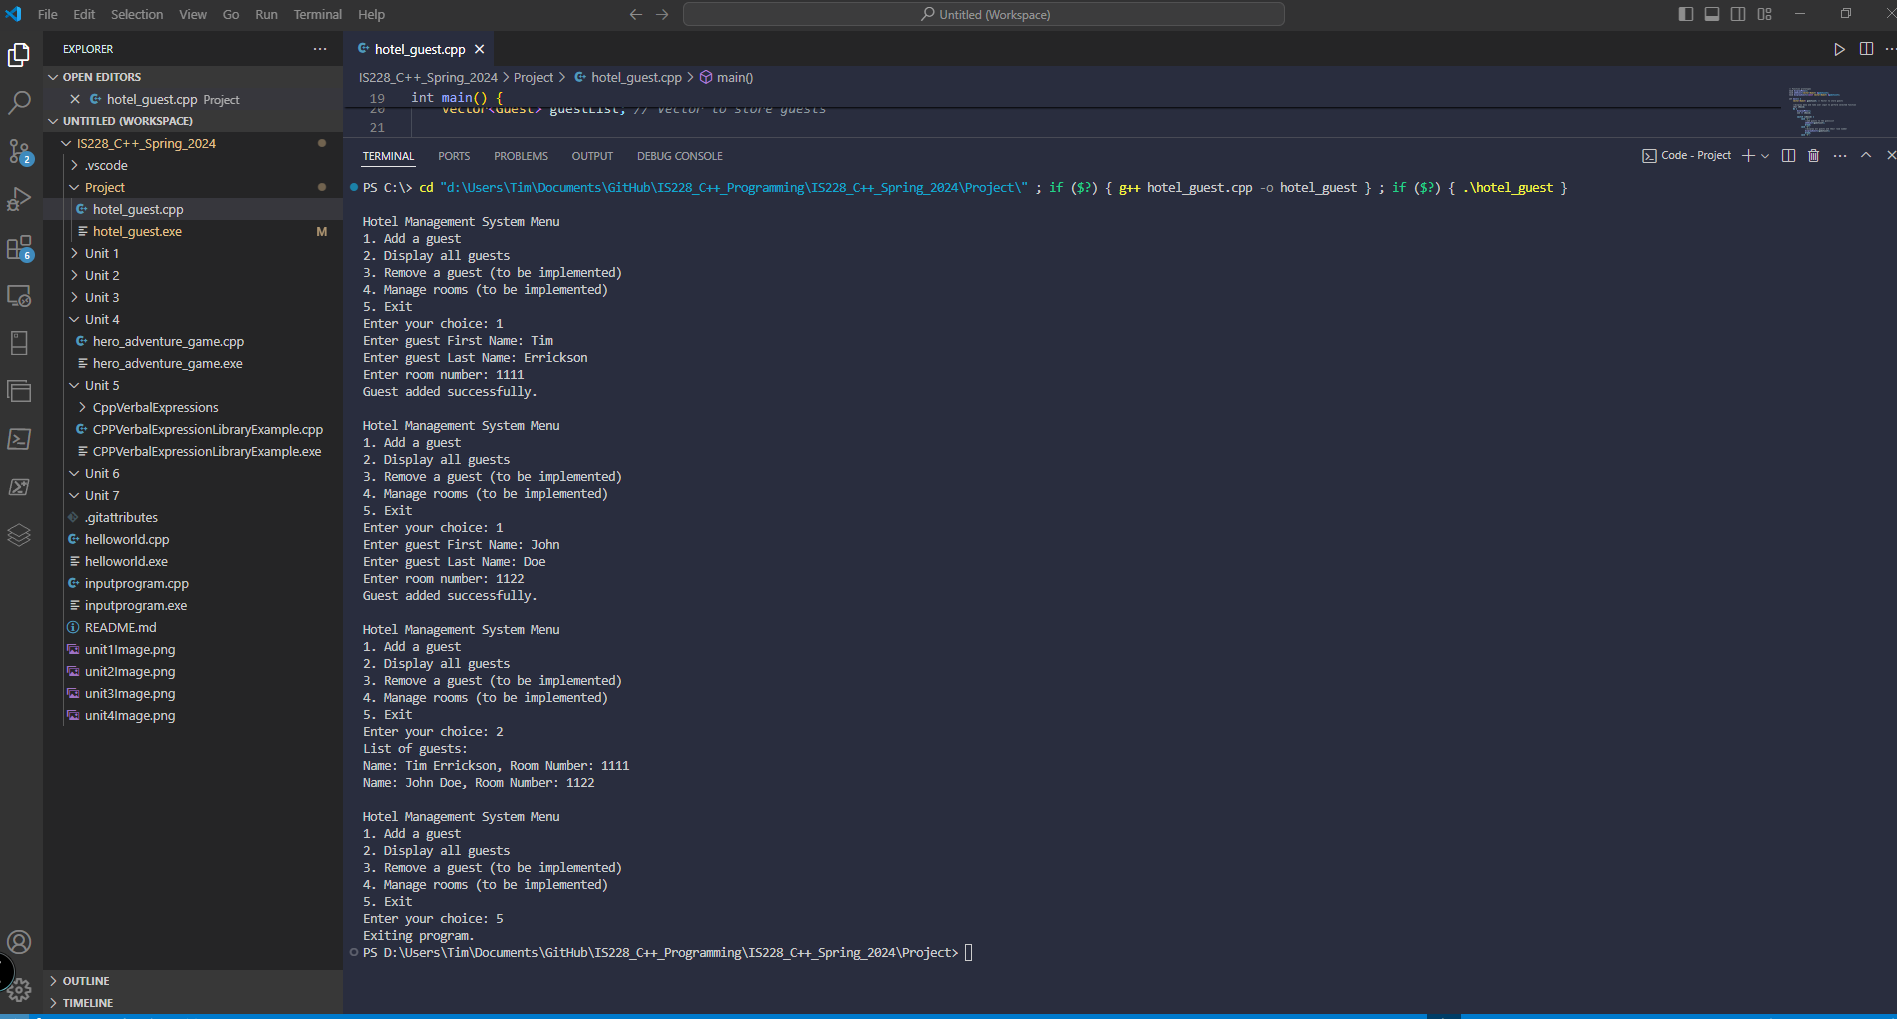 File Edit Selection View Go Run Terminal Help
Untitled (Workspace)
EXPLORER
OPEN EDITORS
hotel_guest.cpp Project
UNTITLED (WORKSPACE)
IS228_C++_Spring_2024
.vscode
Project
hotel_guest.cpp
hotel_guest.exe M
Unit 1
Unit 2
Unit 3
Unit 4
hero_adventure_game.cpp
hero_adventure_game.exe
Unit 5
CppVerbalExpressions
CPPVerbalExpressionLibraryExample.cpp
CPPVerbalExpressionLibraryExample.exe
Unit 6
Unit 7
.gitattributes
helloworld.cpp
helloworld.exe
inputprogram.cpp
inputprogram.exe
README.md
unit1Image.png
unit2Image.png
unit3Image.png
unit4Image.png
OUTLINE
TIMELINE
2
6
hotel_guest.cpp
IS228_C++_Spring_2024 > Project > hotel_guest.cpp > main()
19 int main() {
20 vector<Guest> guestList; // Vector to store guests
21
TERMINAL PORTS PROBLEMS OUTPUT DEBUG CONSOLE
Code - Project
PS C:\> cd "d:\Users\Tim\Documents\GitHub\IS228_C++_Programming\IS228_C++_Spring_2024\Project\" ; if ($?) { g++ hotel_guest.cpp -o hotel_guest } ; if ($?) { .\hotel_guest }
Hotel Management System Menu
1. Add a guest
2. Display all guests
3. Remove a guest (to be implemented)
4. Manage rooms (to be implemented)
5. Exit
Enter your choice: 1
Enter guest First Name: Tim
Enter guest Last Name: Errickson
Enter room number: 1111
Guest added successfully.
Hotel Management System Menu
1. Add a guest
2. Display all guests
3. Remove a guest (to be implemented)
4. Manage rooms (to be implemented)
5. Exit
Enter your choice: 1
Enter guest First Name: John
Enter guest Last Name: Doe
Enter room number: 1122
Guest added successfully.
Hotel Management System Menu
1. Add a guest
2. Display all guests
3. Remove a guest (to be implemented)
4. Manage rooms (to be implemented)
5. Exit
Enter your choice: 2
List of guests:
Name: Tim Errickson, Room Number: 1111
Name: John Doe, Room Number: 1122
Hotel Management System Menu
1. Add a guest
2. Display all guests
3. Remove a guest (to be implemented)
4. Manage rooms (to be implemented)
5. Exit
Enter your choice: 5
Exiting program.
PS D:\Users\Tim\Documents\GitHub\IS228_C++_Programming\IS228_C++_Spring_2024\Project>